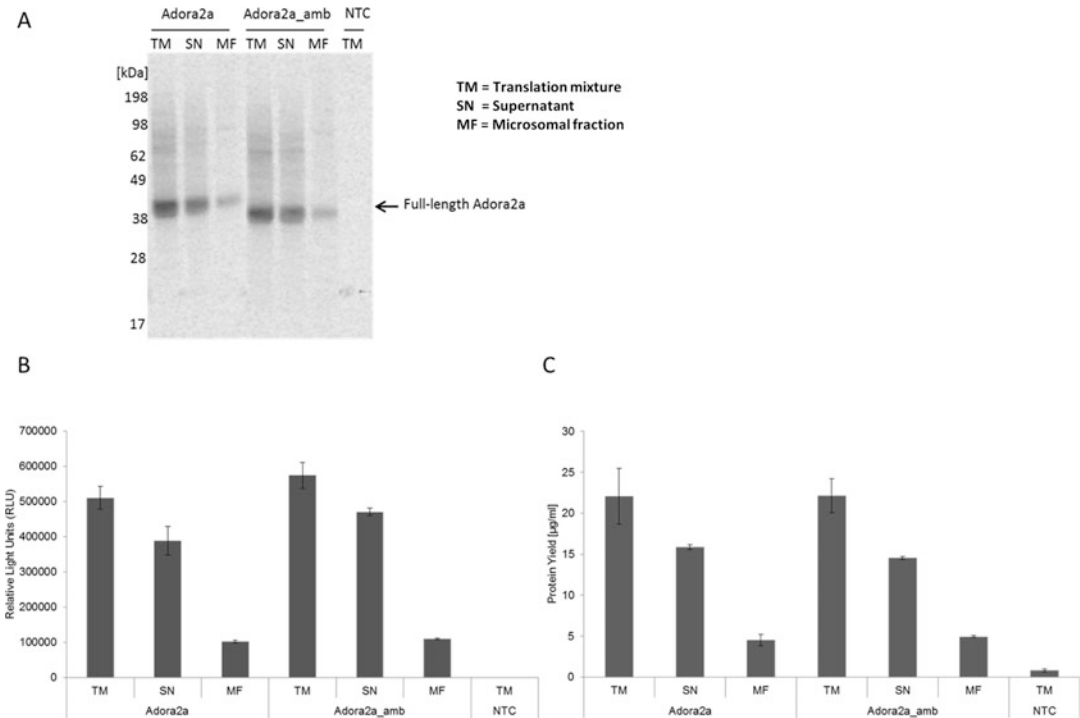 A
Adora2a Adora2a_amb NTC
TM SN MF TM SN MF TM
[kDa]
198
98
62
49
38
28
17
TM = Translation mixture
SN = Supernatant
MF = Microsomal fraction
Full-length Adora2a
B
Relative Light Units (RLU)
700000
600000
500000
400000
300000
200000
100000
0
TM SN MF TM SN MF TM
Adora2a Adora2a_amb NTC
C
Protein Yield [µg/ml]
30
25
20
15
10
5
0
TM SN MF TM SN MF TM
Adora2a Adora2a_amb NTC